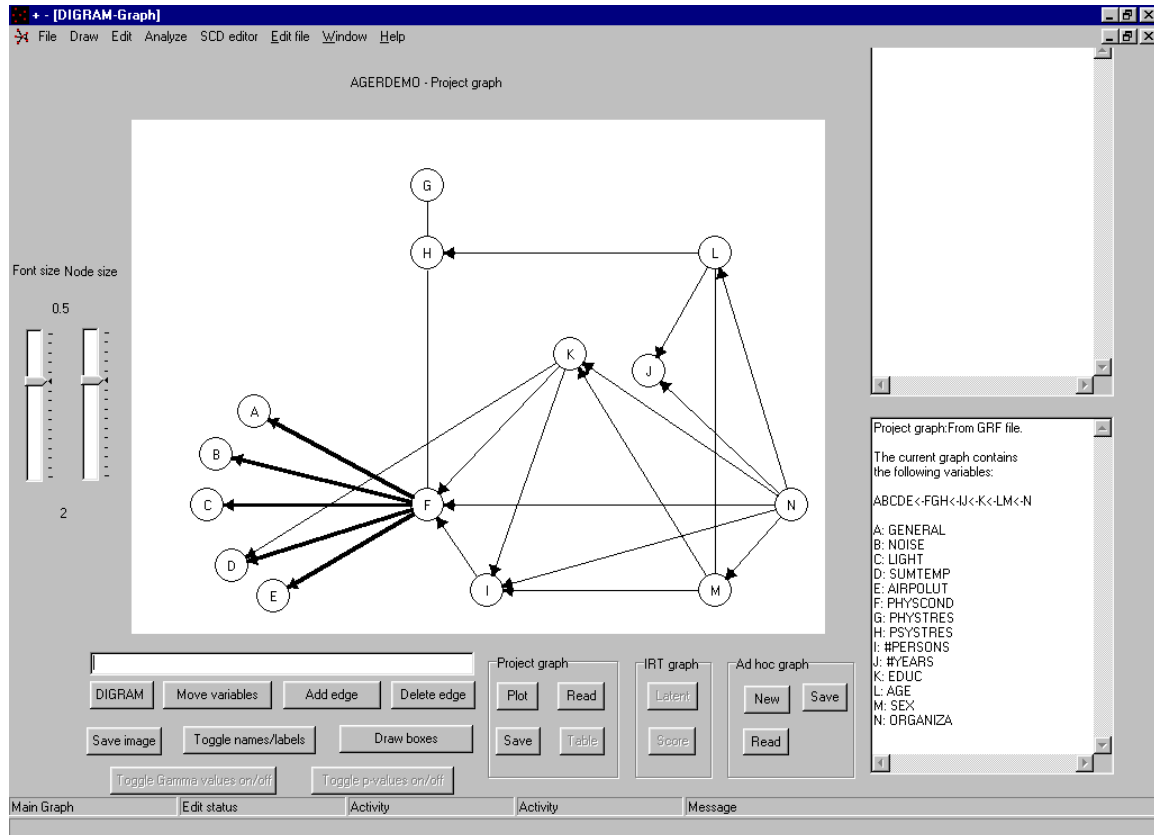 + - [DIGRAM-Graph]
File Draw Edit Analyze SCD editor Edit file Window Help
AGERDEMO - Project graph
G
H
L
K
J
A
B
C
F
N
D
E
I
M
Font size Node size
0.5
2
Project graph:From GRF file.
The current graph contains
the following variables:
ABCDE<-FGH<-IJ<-K<-LM<-N
A: GENERAL
B: NOISE
C: LIGHT
D: SUMTEMP
E: AIRPOLUT
F: PHYSCOND
G: PHYSTRES
H: PSYSTRES
I: #PERSONS
J: #YEARS
K: EDUC
L: AGE
M: SEX
N: ORGANIZA
DIGRAM Move variables Add edge Delete edge
Save image Toggle names/labels Draw boxes
Toggle Gamma values on/off Toggle p-values on/off
Project graph
Plot Read
Save Table
IRT graph
Latent
Score
Ad hoc graph
New Save
Read
Main Graph Edit status Activity Activity Message